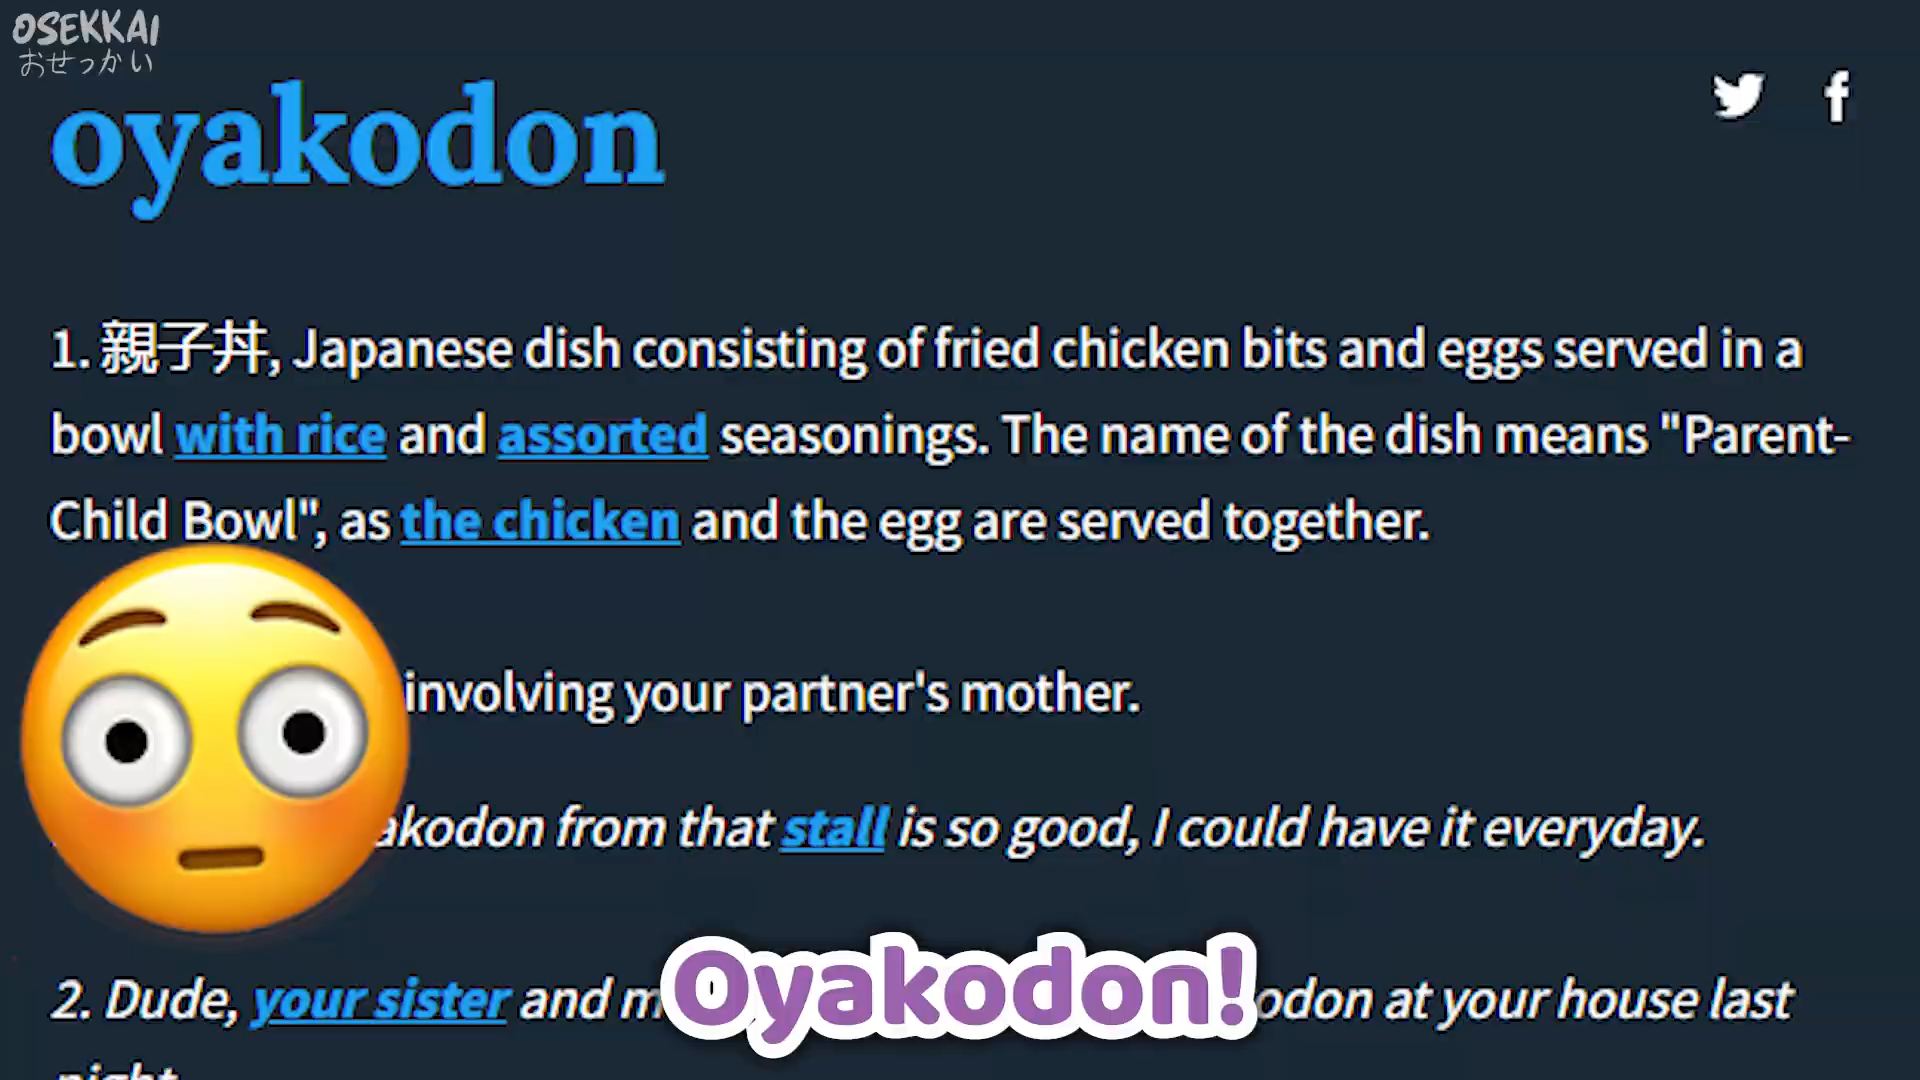 OSEKKAI
おせっかい
oyakodon
1. 親子丼, Japanese dish consisting of fried chicken bits and eggs served in a
bowl with rice and assorted seasonings. The name of the dish means "Parent-
Child Bowl", as the chicken and the egg are served together.
involving your partner's mother.
akodon from that stall is so good, I could have it everyday.
2. Dude, your sister and m
odon at your house last
Oyakodon!